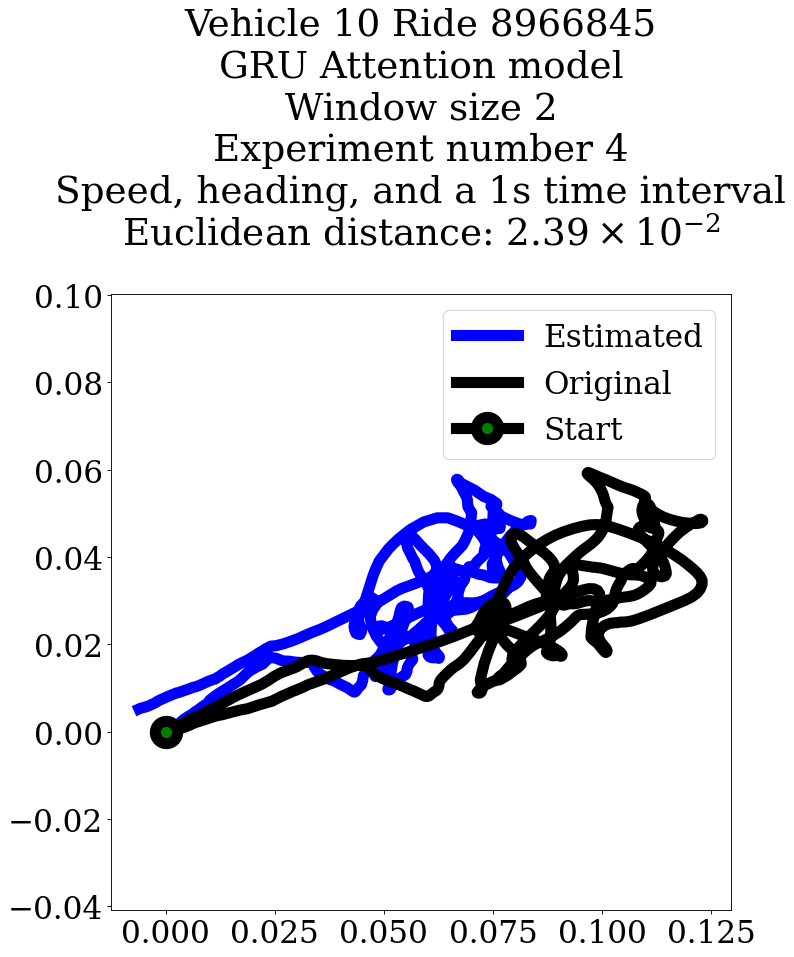 Vehicle 10 Ride 8966845
GRU Attention model
Window size 2
Experiment number 4
Speed, heading, and a 1s time interval
Euclidean distance: 2.39 × 10⁻²
Estimated
Original
Start
0.10
0.08
0.06
0.04
0.02
0.00
−0.02
−0.04
0.000 0.025 0.050 0.075 0.100 0.125